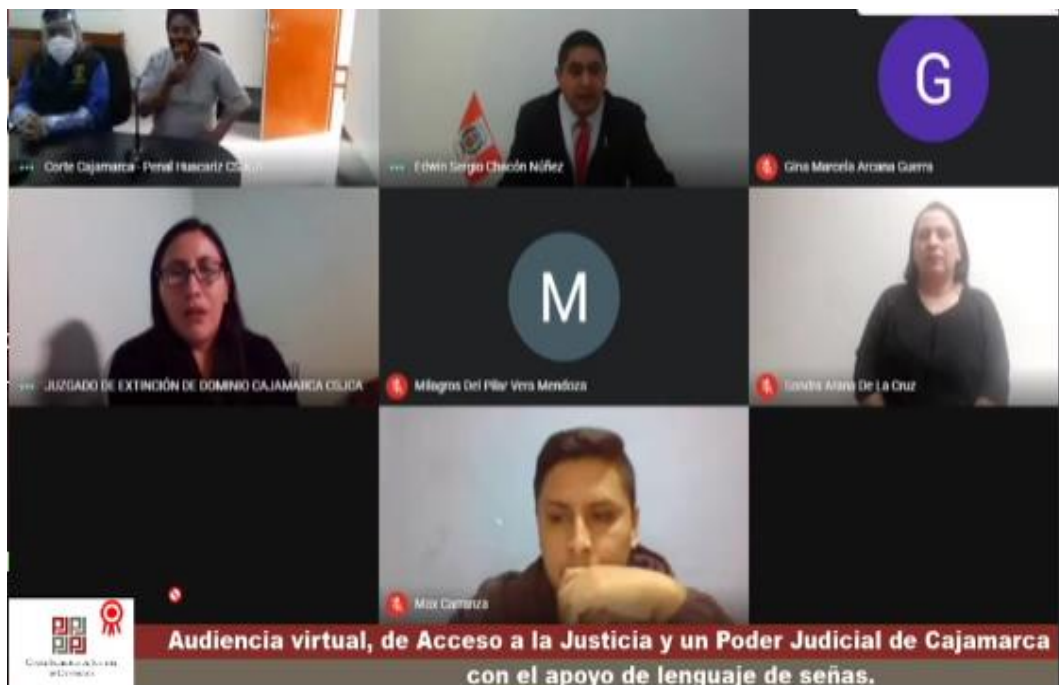 Corte Cajamarca - Penal Huacariz
Edwin Sergio Chacón Núñez
G
Gina Marcela Arcana Guerra
JUZGADO DE EXTINCIÓN DE DOMINIO CAJAMARCA CSJCA
M
Milagros Del Pilar Vera Mendoza
De La Cruz
Max Carranza
Audiencia virtual, de Acceso a la Justicia y un Poder Judicial de Cajamarca
con el apoyo de lenguaje de señas.